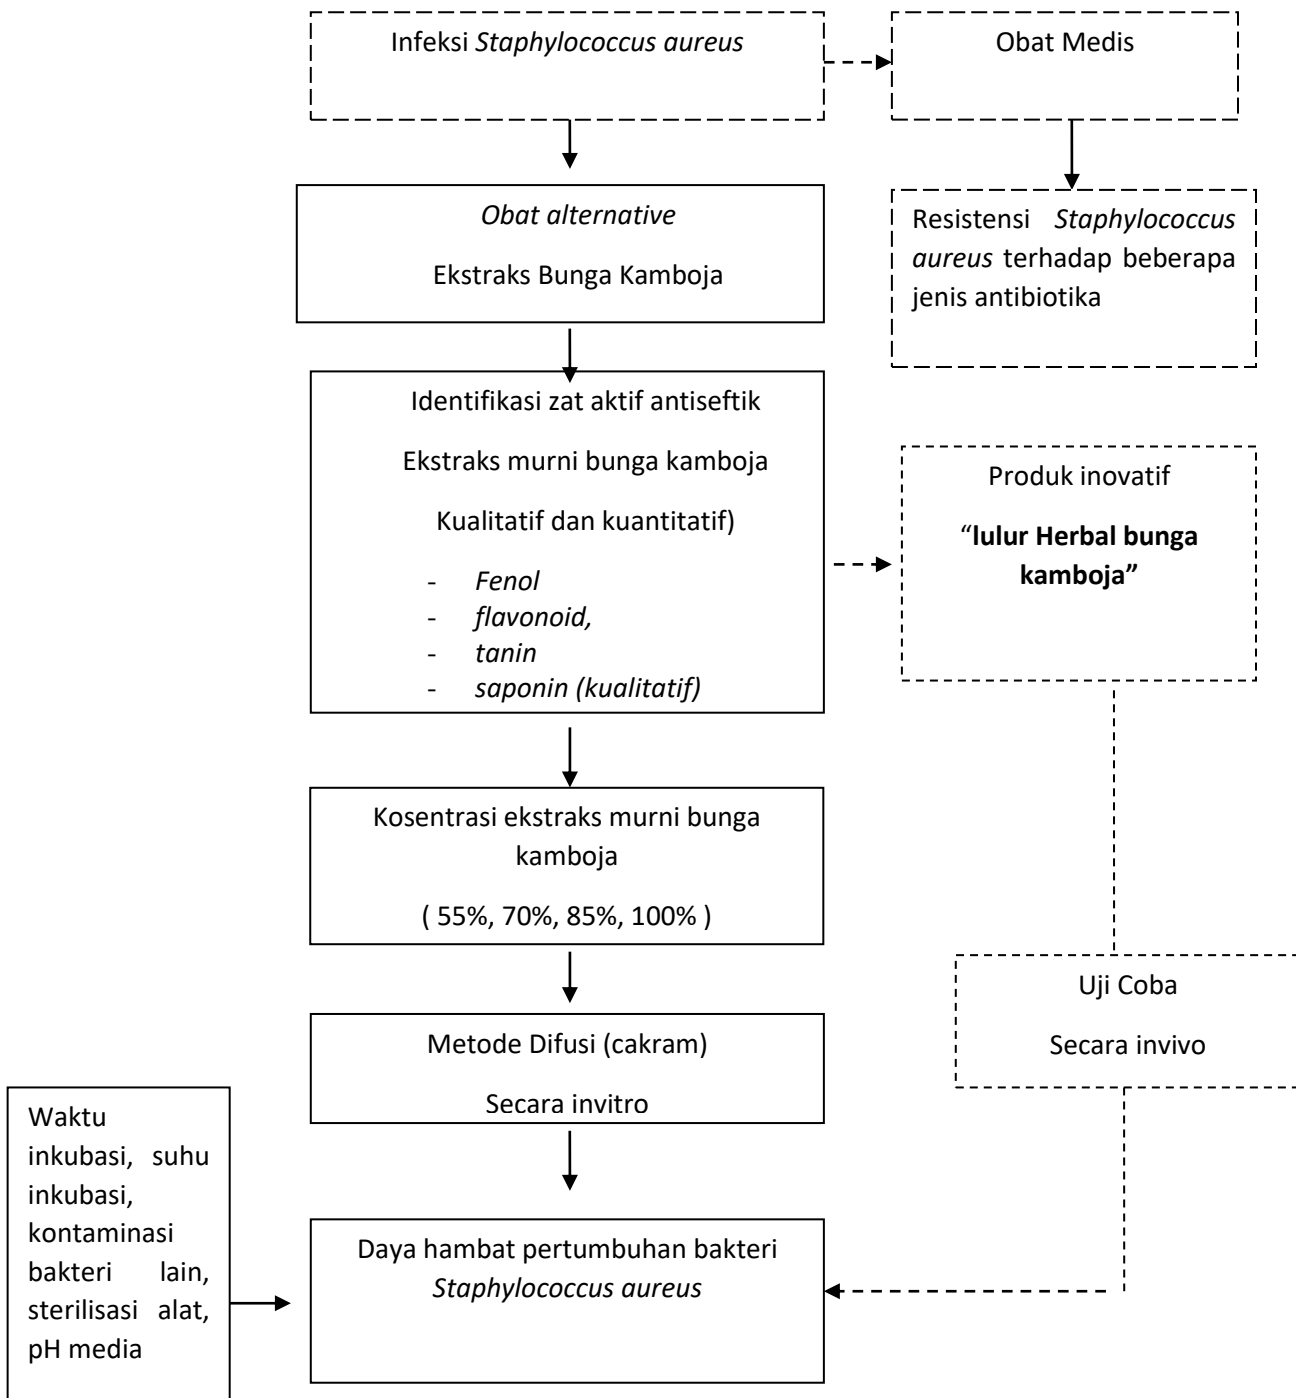 Infeksi Staphylococcus aureus
Obat Medis
Obat alternative
Ekstraks Bunga Kamboja
Resistensi Staphylococcus
aureus terhadap beberapa
jenis antibiotika
Identifikasi zat aktif antiseftik
Ekstraks murni bunga kamboja
Kualitatif dan kuantitatif)
- Fenol
- flavonoid,
- tanin
- saponin (kualitatif)
Produk inovatif
“lulur Herbal bunga
kamboja”
Kosentrasi ekstraks murni bunga
kamboja
( 55%, 70%, 85%, 100% )
Uji Coba
Secara invivo
Metode Difusi (cakram)
Secara invitro
Waktu
inkubasi, suhu
inkubasi,
kontaminasi
bakteri lain,
sterilisasi alat,
pH media
Daya hambat pertumbuhan bakteri
Staphylococcus aureus